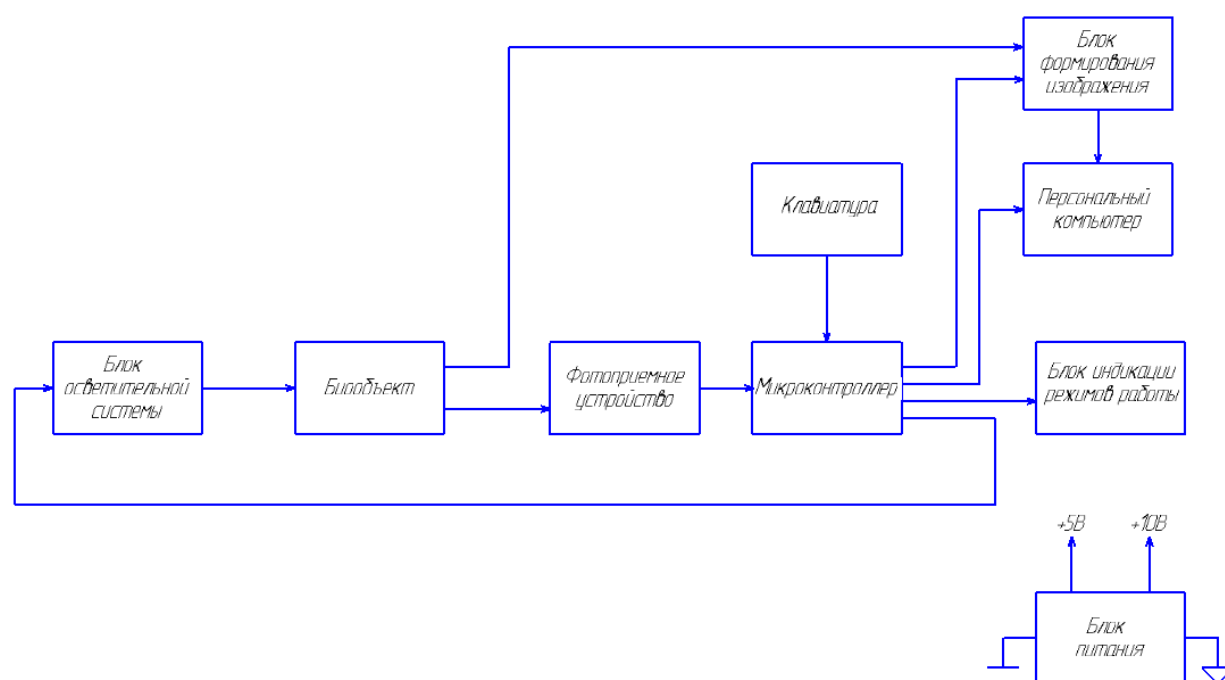 Блок
формирования
изображения
Клавиатура
Персональный
компьютер
Блок
осветительной
системы
Биообъект
Фотоприемное
устройство
Микроконтроллер
Блок индикации
режимов работы
+5В
+10В
Блок
питания